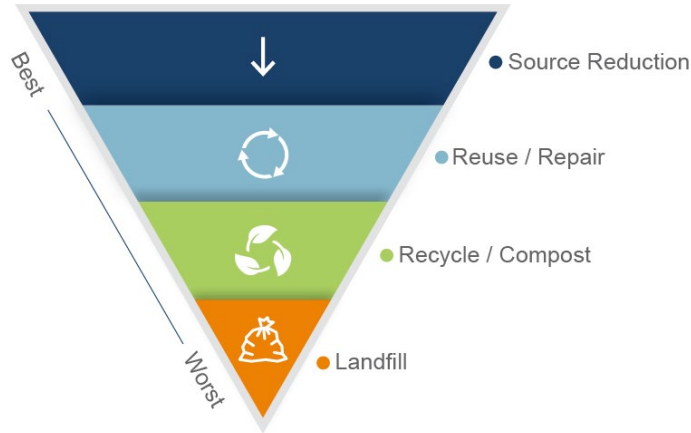 Best
Source Reduction
Reuse / Repair
Recycle / Compost
Worst
Landfill